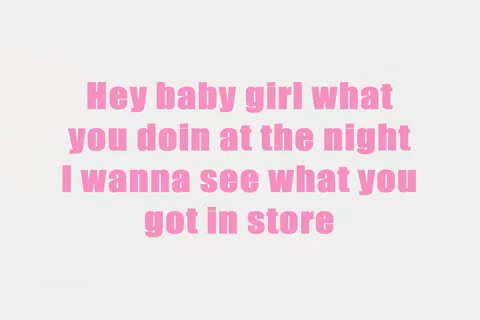 Hey baby girl what
you doin at the night
I wanna see what you
got in store